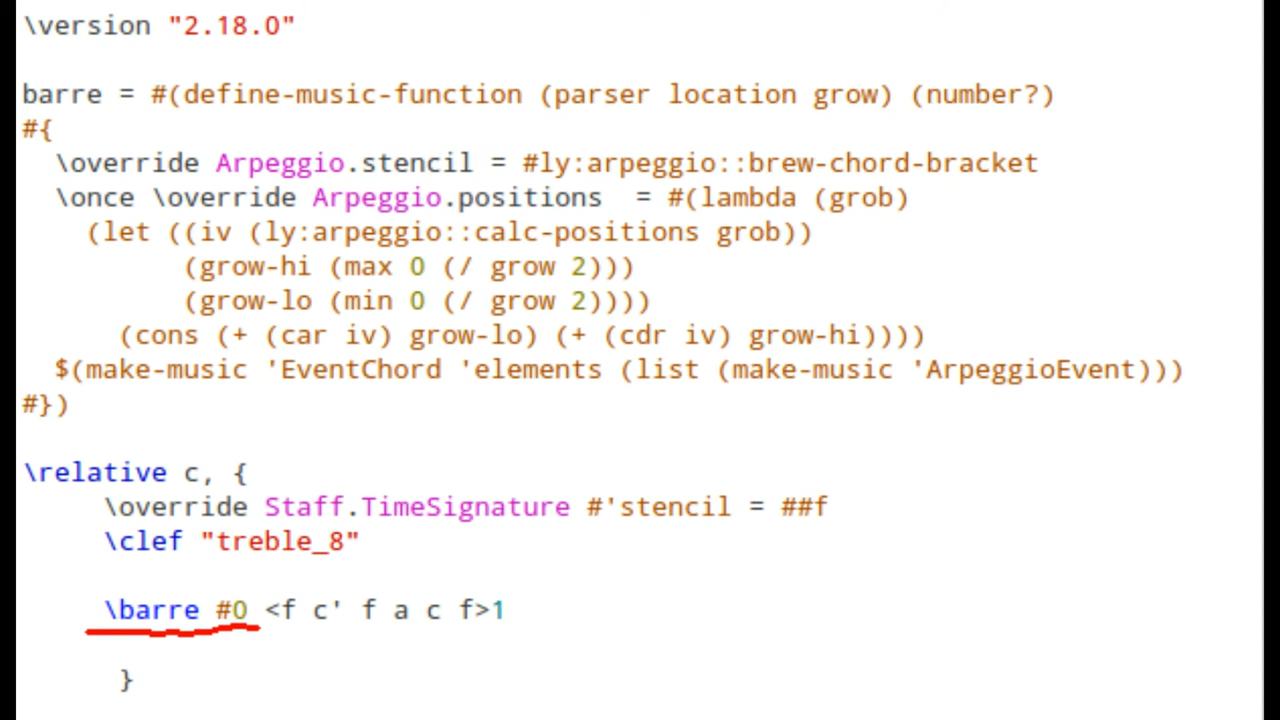 \version "2.18.0"
barre = #(define-music-function (parser location grow) (number?)
#{
\override Arpeggio.stencil = #ly:arpeggio::brew-chord-bracket
\once \override Arpeggio.positions  = #(lambda (grob)
(let ((iv (ly:arpeggio::calc-positions grob))
(grow-hi (max 0 (/ grow 2)))
(grow-lo (min 0 (/ grow 2))))
(cons (+ (car iv) grow-lo) (+ (cdr iv) grow-hi))))
$(make-music 'EventChord 'elements (list (make-music 'ArpeggioEvent)))
#})
\relative c, {
\override Staff.TimeSignature #'stencil = ##f
\clef "treble_8"
\barre #0 <f c' f a c f>1
}